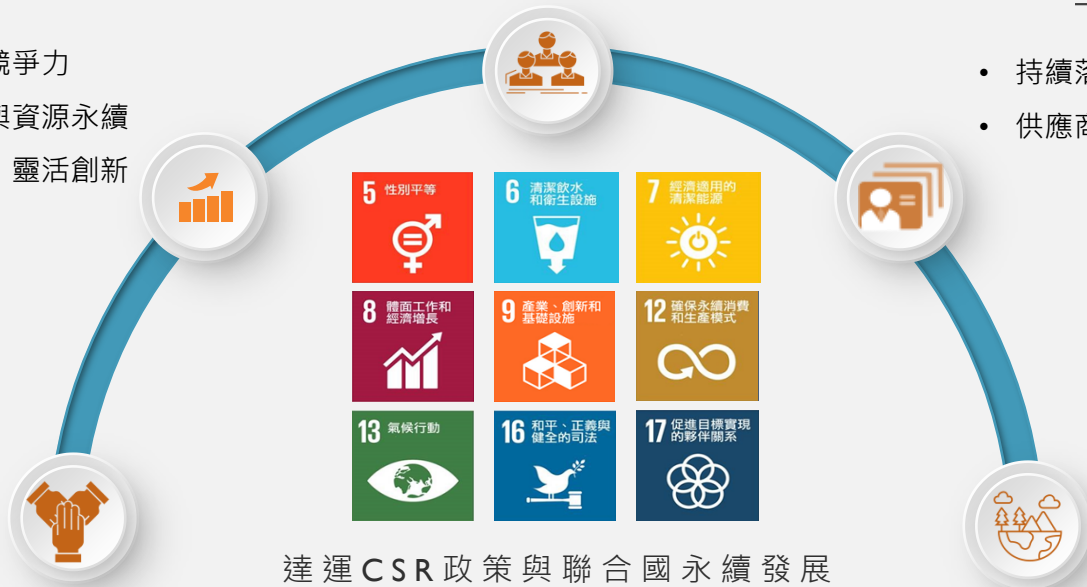 競爭力
與資源永續
靈活創新
• 持續落
• 供應商
5 性別平等
6 清潔飲水
和衛生設施
7 經濟適用的
清潔能源
8 體面工作和
經濟增長
9 產業、創新和
基礎設施
12 確保永續消費
和生產模式
13 氣候行動
16 和平、正義與
健全的司法
17 促進目標實現
的夥伴關系
達運CSR政策與聯合國永續發展